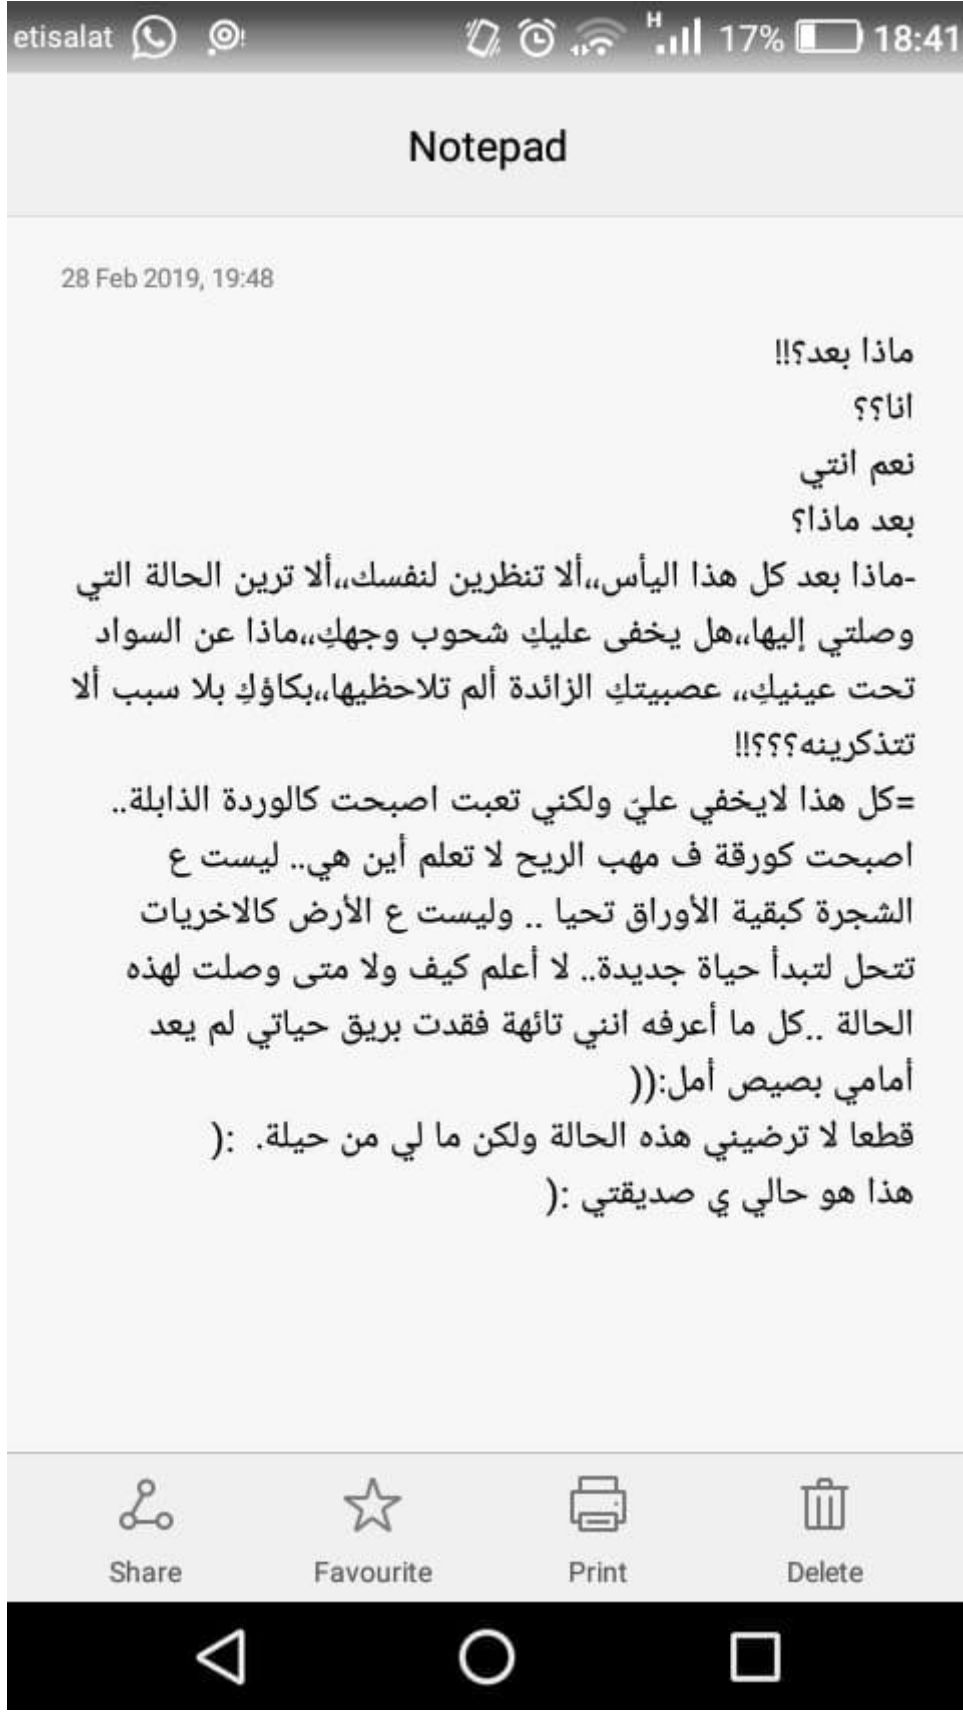 etisalat H 17% 18:41
Notepad
28 Feb 2019, 19:48
ماذا بعد؟!!
انا؟؟
نعم انتي
بعد ماذا؟
-ماذا بعد كل هذا اليأس،،ألا تنظرين لنفسك،،ألا ترين الحالة التي
وصلتي إليها،،هل يخفى عليكِ شحوب وجهكِ،،ماذا عن السواد
تحت عينيكِ،، عصبيتكِ الزائدة ألم تلاحظيها،،بكاؤكِ بلا سبب ألا
تتذكرينه؟؟؟!!
=كل هذا لايخفي عليّ ولكني تعبت اصبحت كالوردة الذابلة..
اصبحت كورقة ف مهب الريح لا تعلم أين هي.. ليست ع
الشجرة كبقية الأوراق تحيا .. وليست ع الأرض كالاخريات
تتحل لتبدأ حياة جديدة.. لا أعلم كيف ولا متى وصلت لهذه
الحالة ..كل ما أعرفه انني تائهة فقدت بريق حياتي لم يعد
أمامي بصيص أمل:((
قطعا لا ترضيني هذه الحالة ولكن ما لي من حيلة. :(
هذا هو حالي ي صديقتي :(
Share Favourite Print Delete